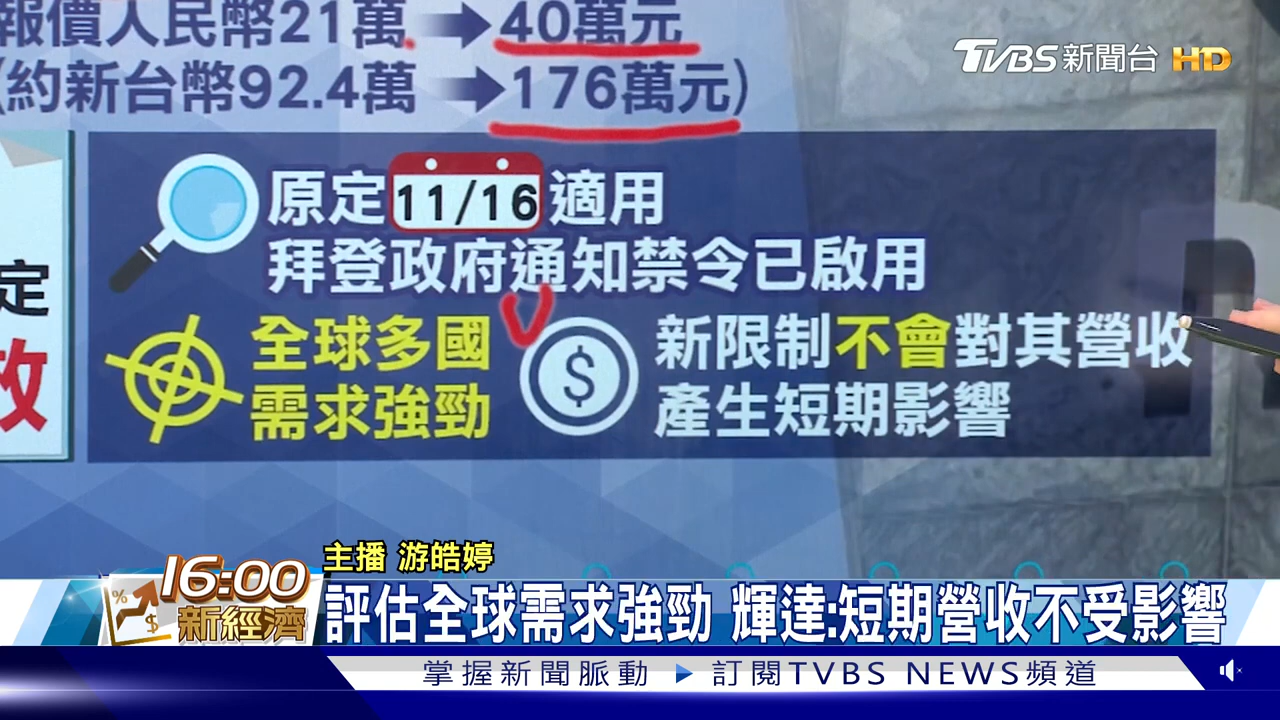 報價人民幣21萬 40萬元
TVBS新聞台 HD
(約新台幣92.4萬 176萬元)
原定11/16適用
拜登政府通知禁令已啟用
定
效
全球多國
需求強勁
$
新限制不會對其營收
產生短期影響
主播 游皓婷
16:00
新經濟
%
$
評估全球需求強勁 輝達:短期營收不受影響
掌握新聞脈動 訂閱TVBS NEWS頻道